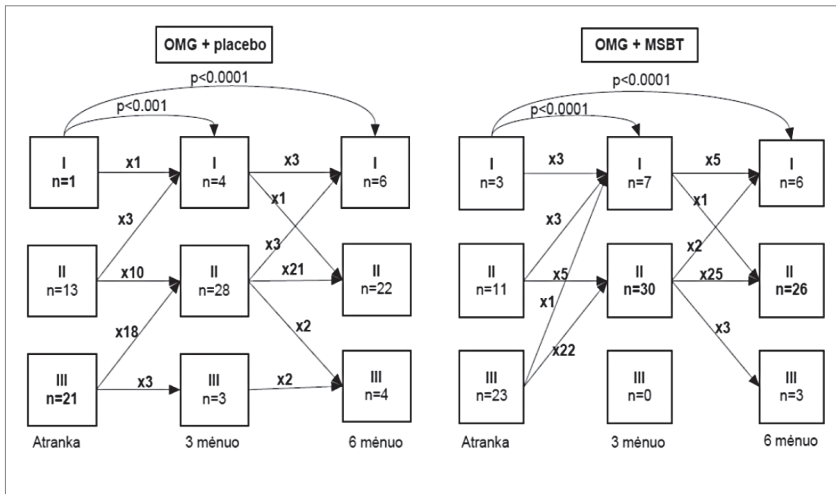 OMG + placebo
p<0.0001
p<0.001
I
n=1
x1
I
n=4
x3
I
n=6
x3
x1
x3
II
n=13
x10
II
n=28
x21
II
n=22
x18
x2
III
n=21
x3
III
n=3
x2
III
n=4
Atranka
3 mėnuo
6 mėnuo
OMG + MSBT
p<0.0001
p<0.0001
I
n=3
x3
I
n=7
x5
I
n=6
x3
x1
x2
II
n=11
x5
II
n=30
x25
II
n=26
x1
x22
x3
III
n=23
III
n=0
III
n=3
Atranka
3 mėnuo
6 mėnuo